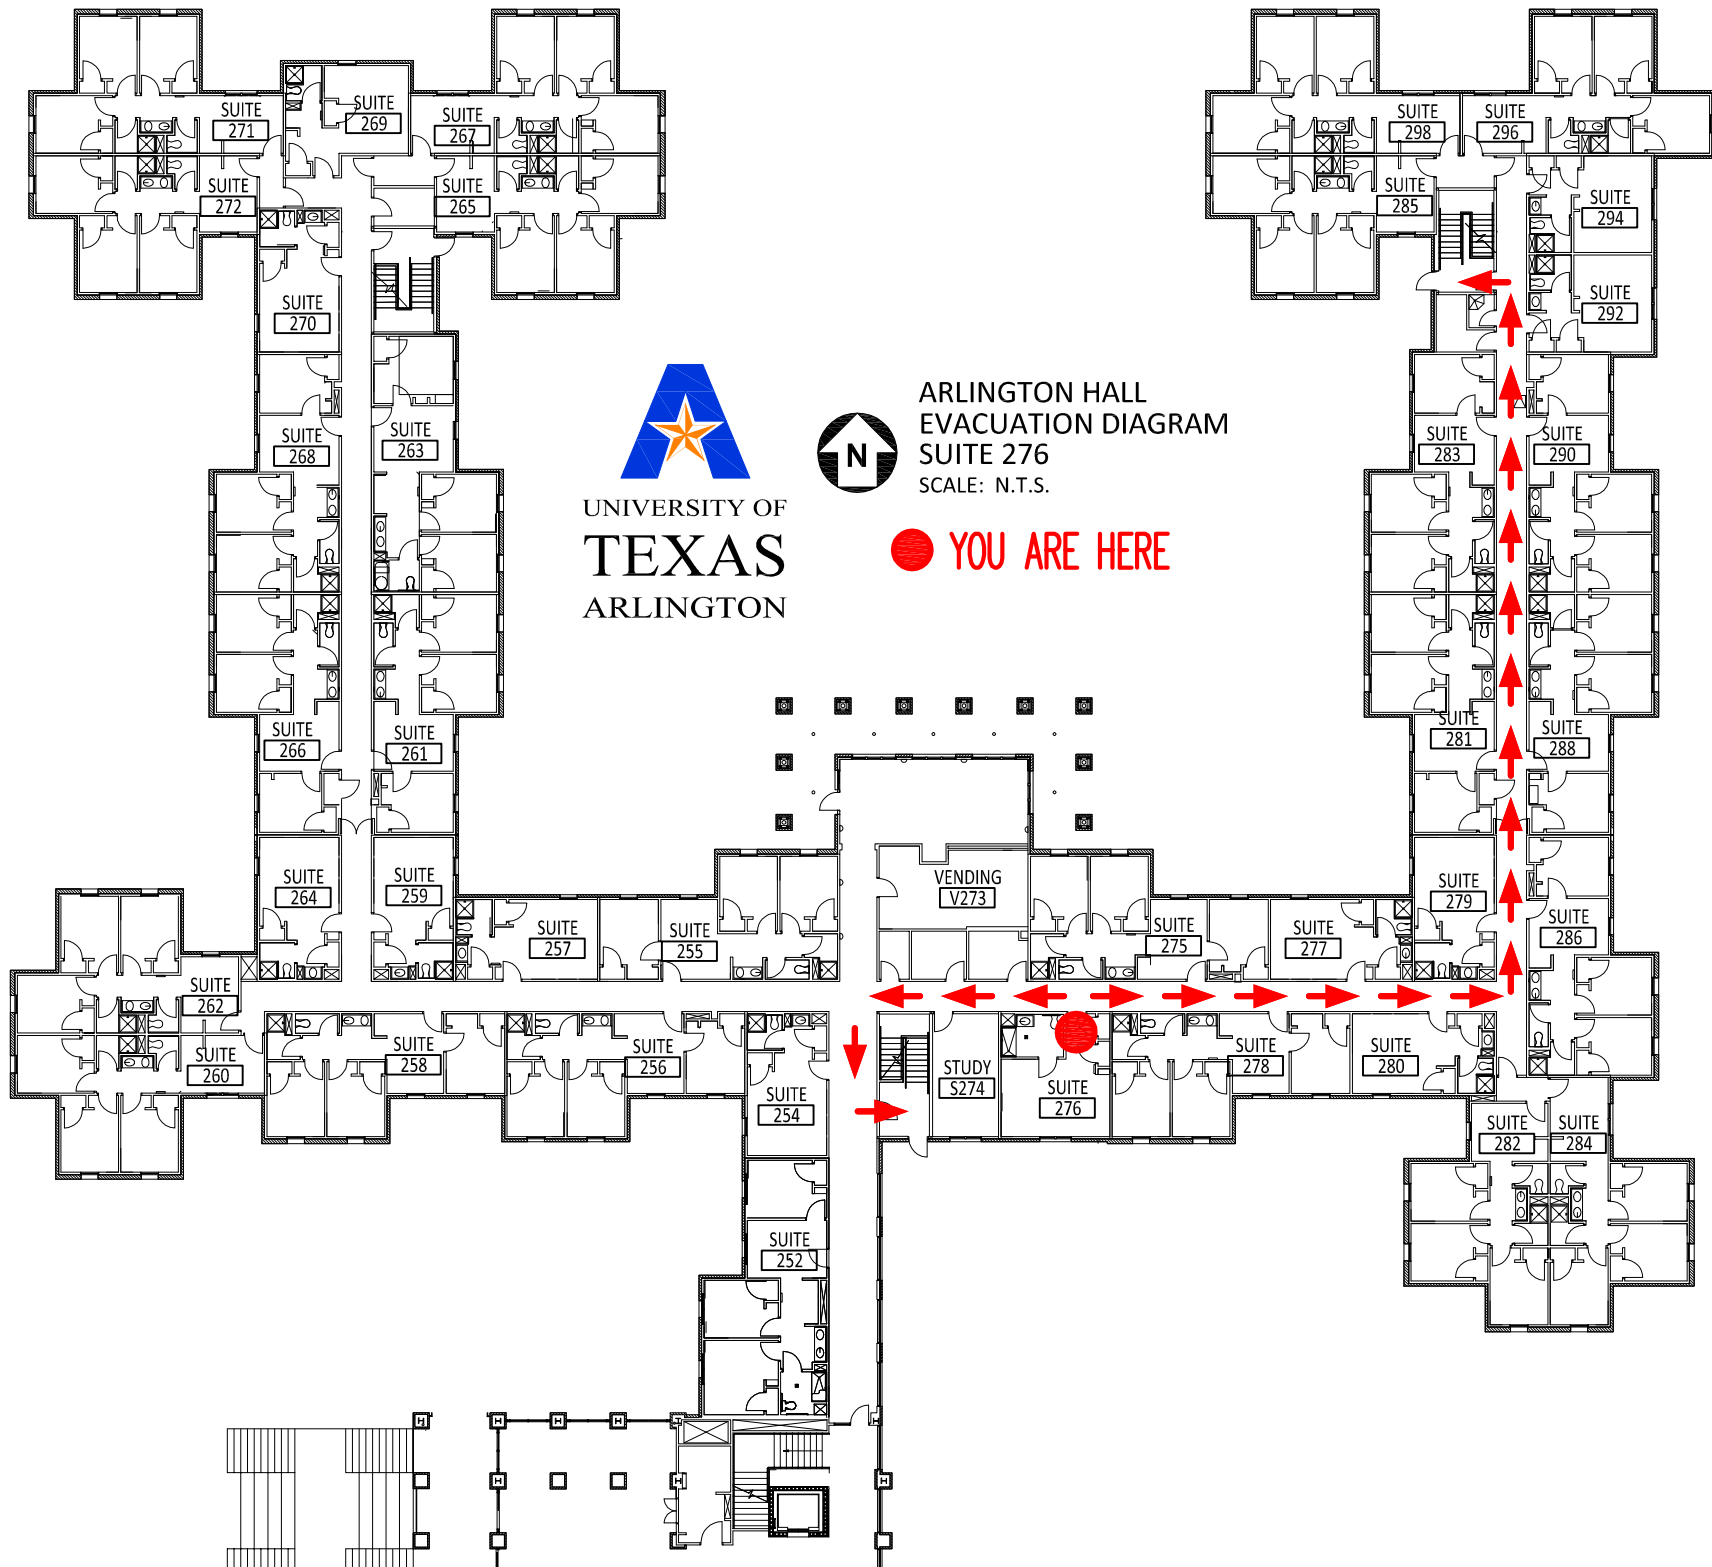 SUITE
271
SUITE
269
SUITE
267
SUITE
272
SUITE
265
SUITE
298
SUITE
296
SUITE
285
SUITE
294
SUITE
270
SUITE
292
SUITE
268
SUITE
263
UNIVERSITY OF
TEXAS
ARLINGTON
N
ARLINGTON HALL
EVACUATION DIAGRAM
SUITE 276
SCALE: N.T.S.
YOU ARE HERE
SUITE
283
SUITE
290
SUITE
266
SUITE
261
SUITE
281
SUITE
288
SUITE
264
SUITE
259
VENDING
V273
SUITE
279
SUITE
257
SUITE
255
SUITE
275
SUITE
277
SUITE
286
SUITE
262
SUITE
260
SUITE
258
SUITE
256
SUITE
254
STUDY
S274
SUITE
276
SUITE
278
SUITE
280
SUITE
282
SUITE
284
SUITE
252